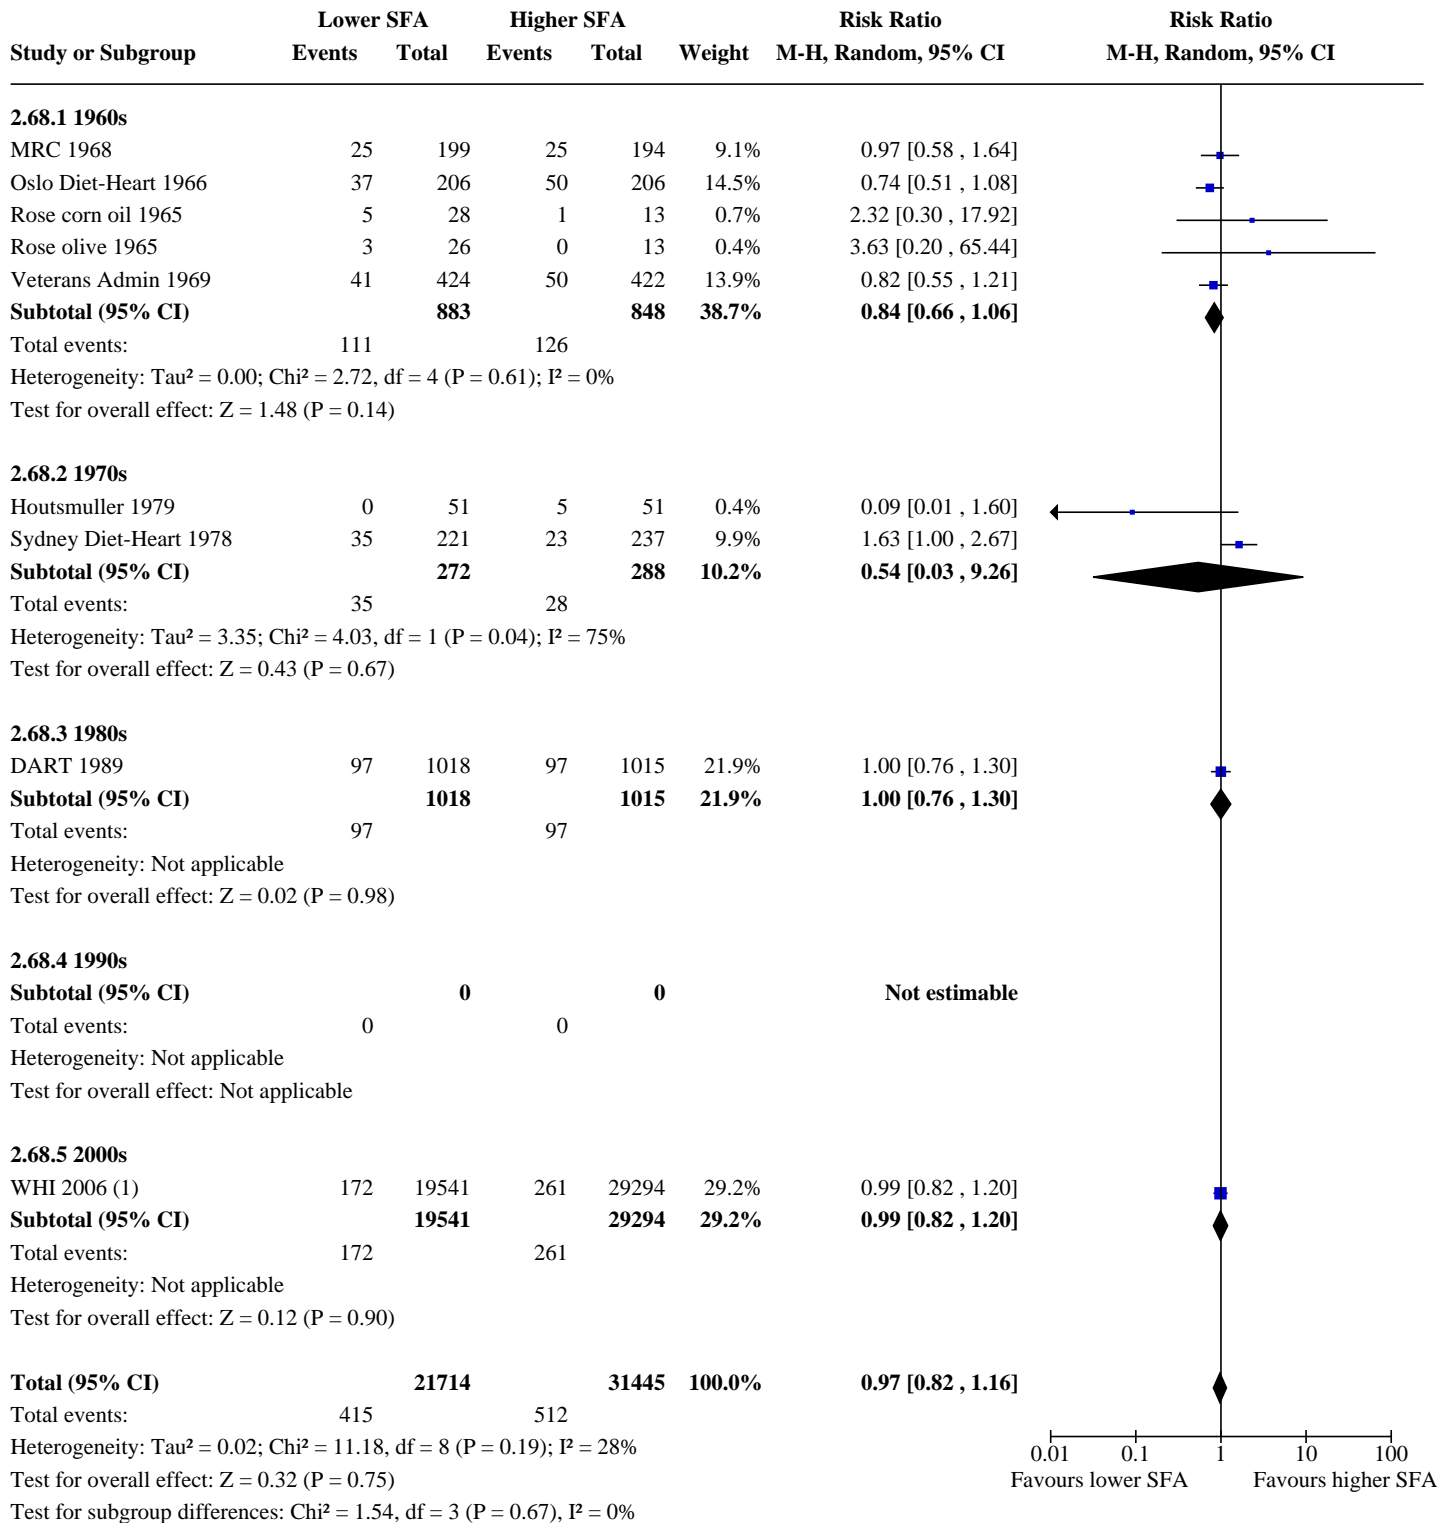 Lower SFA Higher SFA Risk Ratio Risk Ratio
Study or Subgroup Events Total Events Total Weight M-H, Random, 95% CI M-H, Random, 95% CI
2.68.1 1960s
MRC 1968 25 199 25 194 9.1% 0.97 [0.58 , 1.64]
Oslo Diet-Heart 1966 37 206 50 206 14.5% 0.74 [0.51 , 1.08]
Rose corn oil 1965 5 28 1 13 0.7% 2.32 [0.30 , 17.92]
Rose olive 1965 3 26 0 13 0.4% 3.63 [0.20 , 65.44]
Veterans Admin 1969 41 424 50 422 13.9% 0.82 [0.55 , 1.21]
Subtotal (95% CI) 883 848 38.7% 0.84 [0.66 , 1.06]
Total events: 111 126
Heterogeneity: Tau² = 0.00; Chi² = 2.72, df = 4 (P = 0.61); I² = 0%
Test for overall effect: Z = 1.48 (P = 0.14)
2.68.2 1970s
Houtsmuller 1979 0 51 5 51 0.4% 0.09 [0.01 , 1.60]
Sydney Diet-Heart 1978 35 221 23 237 9.9% 1.63 [1.00 , 2.67]
Subtotal (95% CI) 272 288 10.2% 0.54 [0.03 , 9.26]
Total events: 35 28
Heterogeneity: Tau² = 3.35; Chi² = 4.03, df = 1 (P = 0.04); I² = 75%
Test for overall effect: Z = 0.43 (P = 0.67)
2.68.3 1980s
DART 1989 97 1018 97 1015 21.9% 1.00 [0.76 , 1.30]
Subtotal (95% CI) 1018 1015 21.9% 1.00 [0.76 , 1.30]
Total events: 97 97
Heterogeneity: Not applicable
Test for overall effect: Z = 0.02 (P = 0.98)
2.68.4 1990s
Subtotal (95% CI) 0 0 Not estimable
Total events: 0 0
Heterogeneity: Not applicable
Test for overall effect: Not applicable
2.68.5 2000s
WHI 2006 (1) 172 19541 261 29294 29.2% 0.99 [0.82 , 1.20]
Subtotal (95% CI) 19541 29294 29.2% 0.99 [0.82 , 1.20]
Total events: 172 261
Heterogeneity: Not applicable
Test for overall effect: Z = 0.12 (P = 0.90)
Total (95% CI) 21714 31445 100.0% 0.97 [0.82 , 1.16]
Total events: 415 512
Heterogeneity: Tau² = 0.02; Chi² = 11.18, df = 8 (P = 0.19); I² = 28%
0.01 0.1 1 10 100
Test for overall effect: Z = 0.32 (P = 0.75) Favours lower SFA Favours higher SFA
Test for subgroup differences: Chi² = 1.54, df = 3 (P = 0.67), I² = 0%